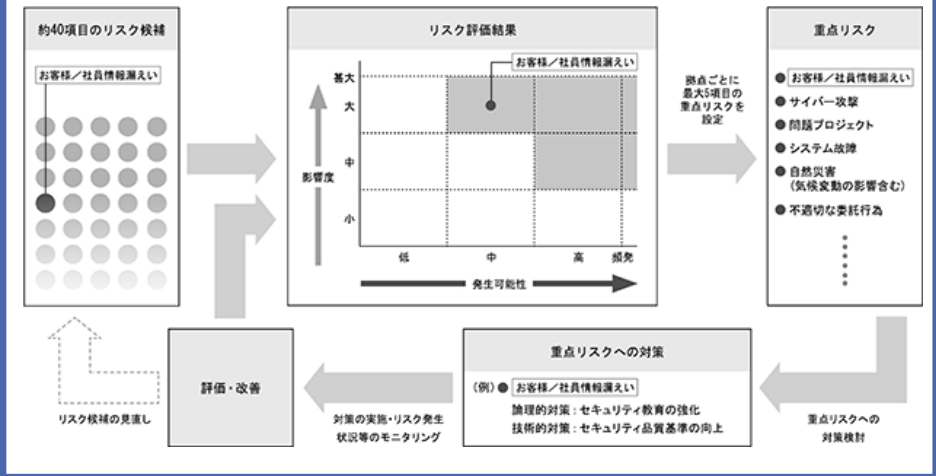 約40項目のリスク候補
お客様／社員情報漏えい
リスク評価結果
お客様／社員情報漏えい
甚大
大
中
小
影響度
低
中
高
頻発
発生可能性
拠点ごとに
最大5項目の
重点リスクを
設定
重点リスク
● お客様／社員情報漏えい
● サイバー攻撃
● 問題プロジェクト
● システム故障
● 自然災害
(気候変動の影響含む)
● 不適切な委託行為
重点リスクへの
対策検討
重点リスクへの対策
(例) ● お客様／社員情報漏えい
論理的対策：セキュリティ教育の強化
技術的対策：セキュリティ品質基準の向上
対策の実施・リスク発生
状況等のモニタリング
評価・改善
リスク候補の見直し